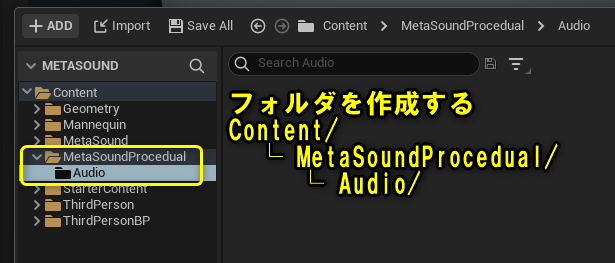 ADD
Import
Save All
Content
MetaSoundProcedual
Audio
METASOUND
Search Audio
Content
Geometry
Mannequin
MetaSound
MetaSoundProcedual
Audio
StarterContent
ThirdPerson
ThirdPersonBP
フォルダを作成する
Content/
└ MetaSoundProcedual/
└ Audio/